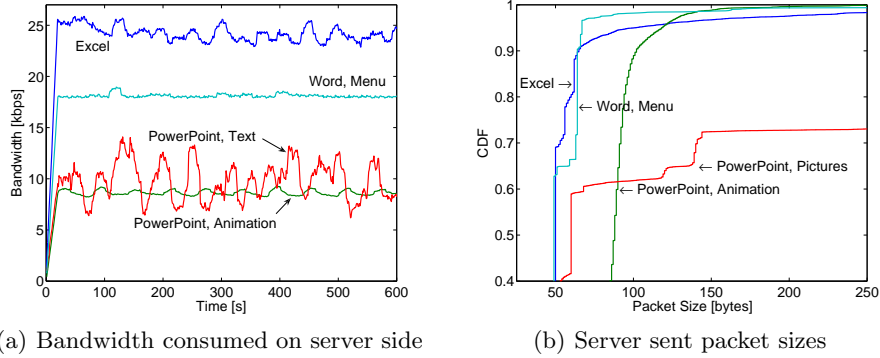 25
20
15
10
5
0
0
100
200
300
400
500
600
Bandwidth [kbps]
Time [s]
Excel
Word, Menu
PowerPoint, Text
PowerPoint, Animation
1
0.9
0.8
0.7
0.6
0.5
0.4
50
100
150
200
250
CDF
Packet Size [bytes]
Excel →
← Word, Menu
← PowerPoint, Pictures
← PowerPoint, Animation
(a) Bandwidth consumed on server side
(b) Server sent packet sizes